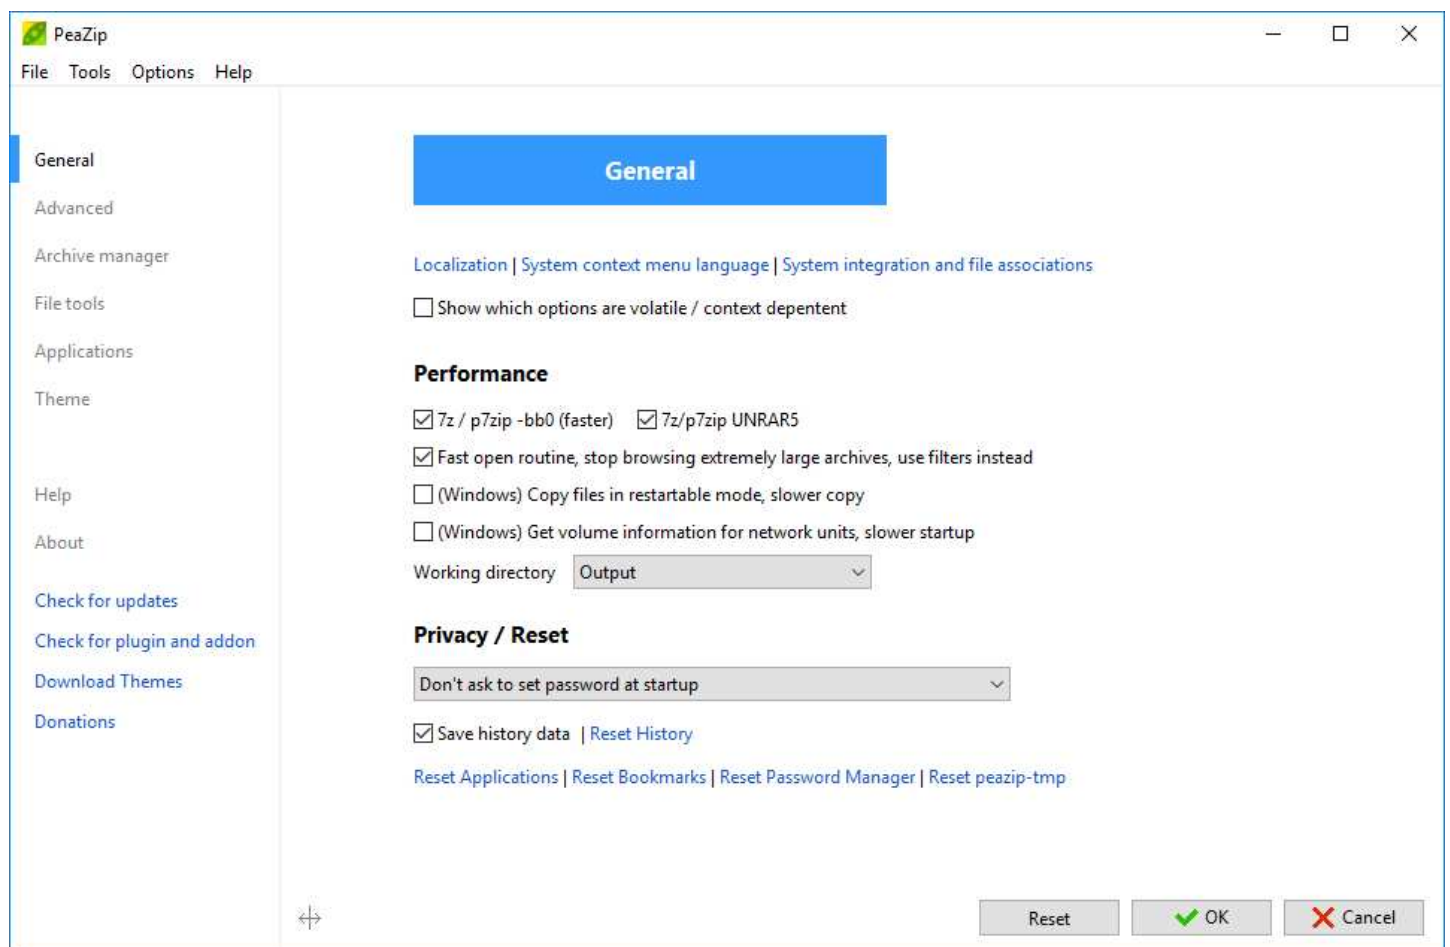 PeaZip
File Tools Options Help
General
Advanced
Archive manager
File tools
Applications
Theme
Help
About
Check for updates
Check for plugin and addon
Download Themes
Donations
General
Localization | System context menu language | System integration and file associations
Show which options are volatile / context depentent
Performance
7z / p7zip -bb0 (faster) 7z/p7zip UNRAR5
Fast open routine, stop browsing extremely large archives, use filters instead
(Windows) Copy files in restartable mode, slower copy
(Windows) Get volume information for network units, slower startup
Working directory Output
Privacy / Reset
Don't ask to set password at startup
Save history data | Reset History
Reset Applications | Reset Bookmarks | Reset Password Manager | Reset peazip-tmp
Reset OK Cancel